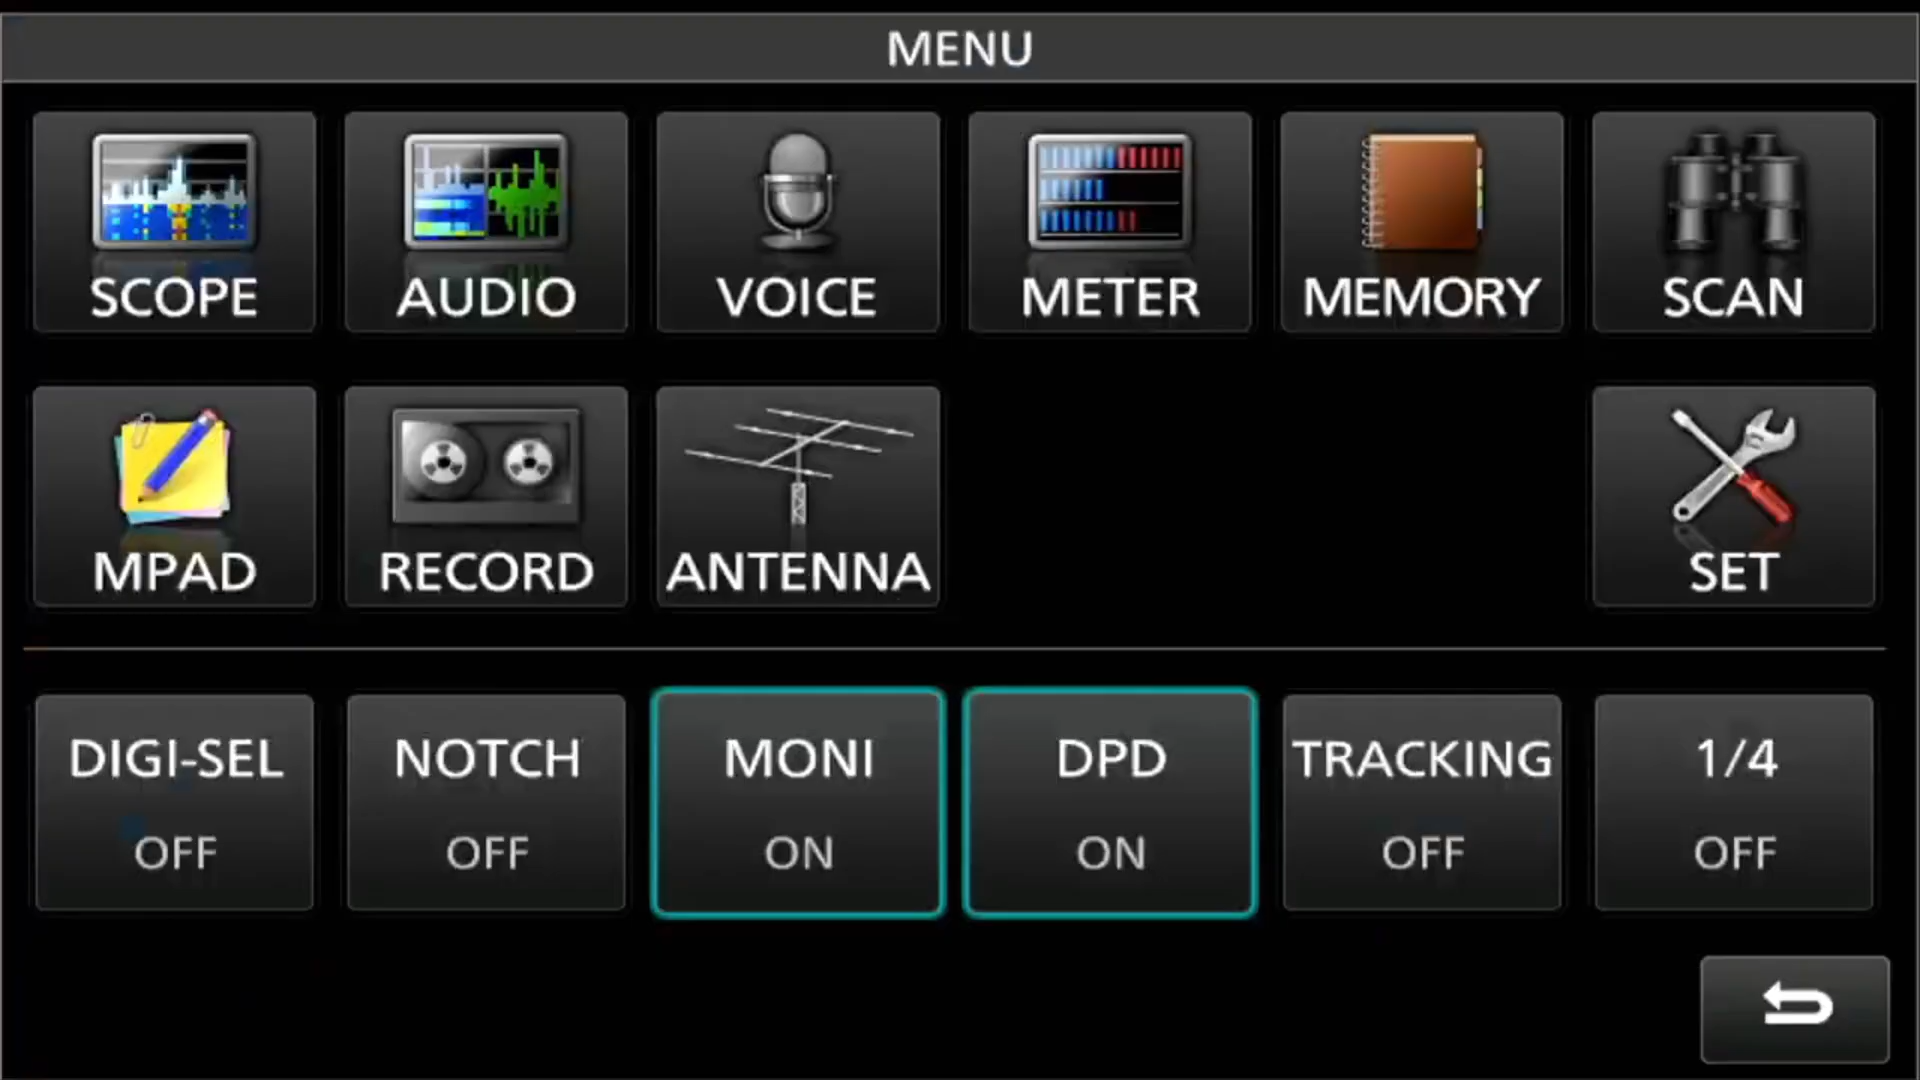 MENU
SCOPE
AUDIO
VOICE
METER
MEMORY
SCAN
MPAD
RECORD
ANTENNA
SET
DIGI-SEL
OFF
NOTCH
OFF
MONI
ON
DPD
ON
TRACKING
OFF
1/4
OFF